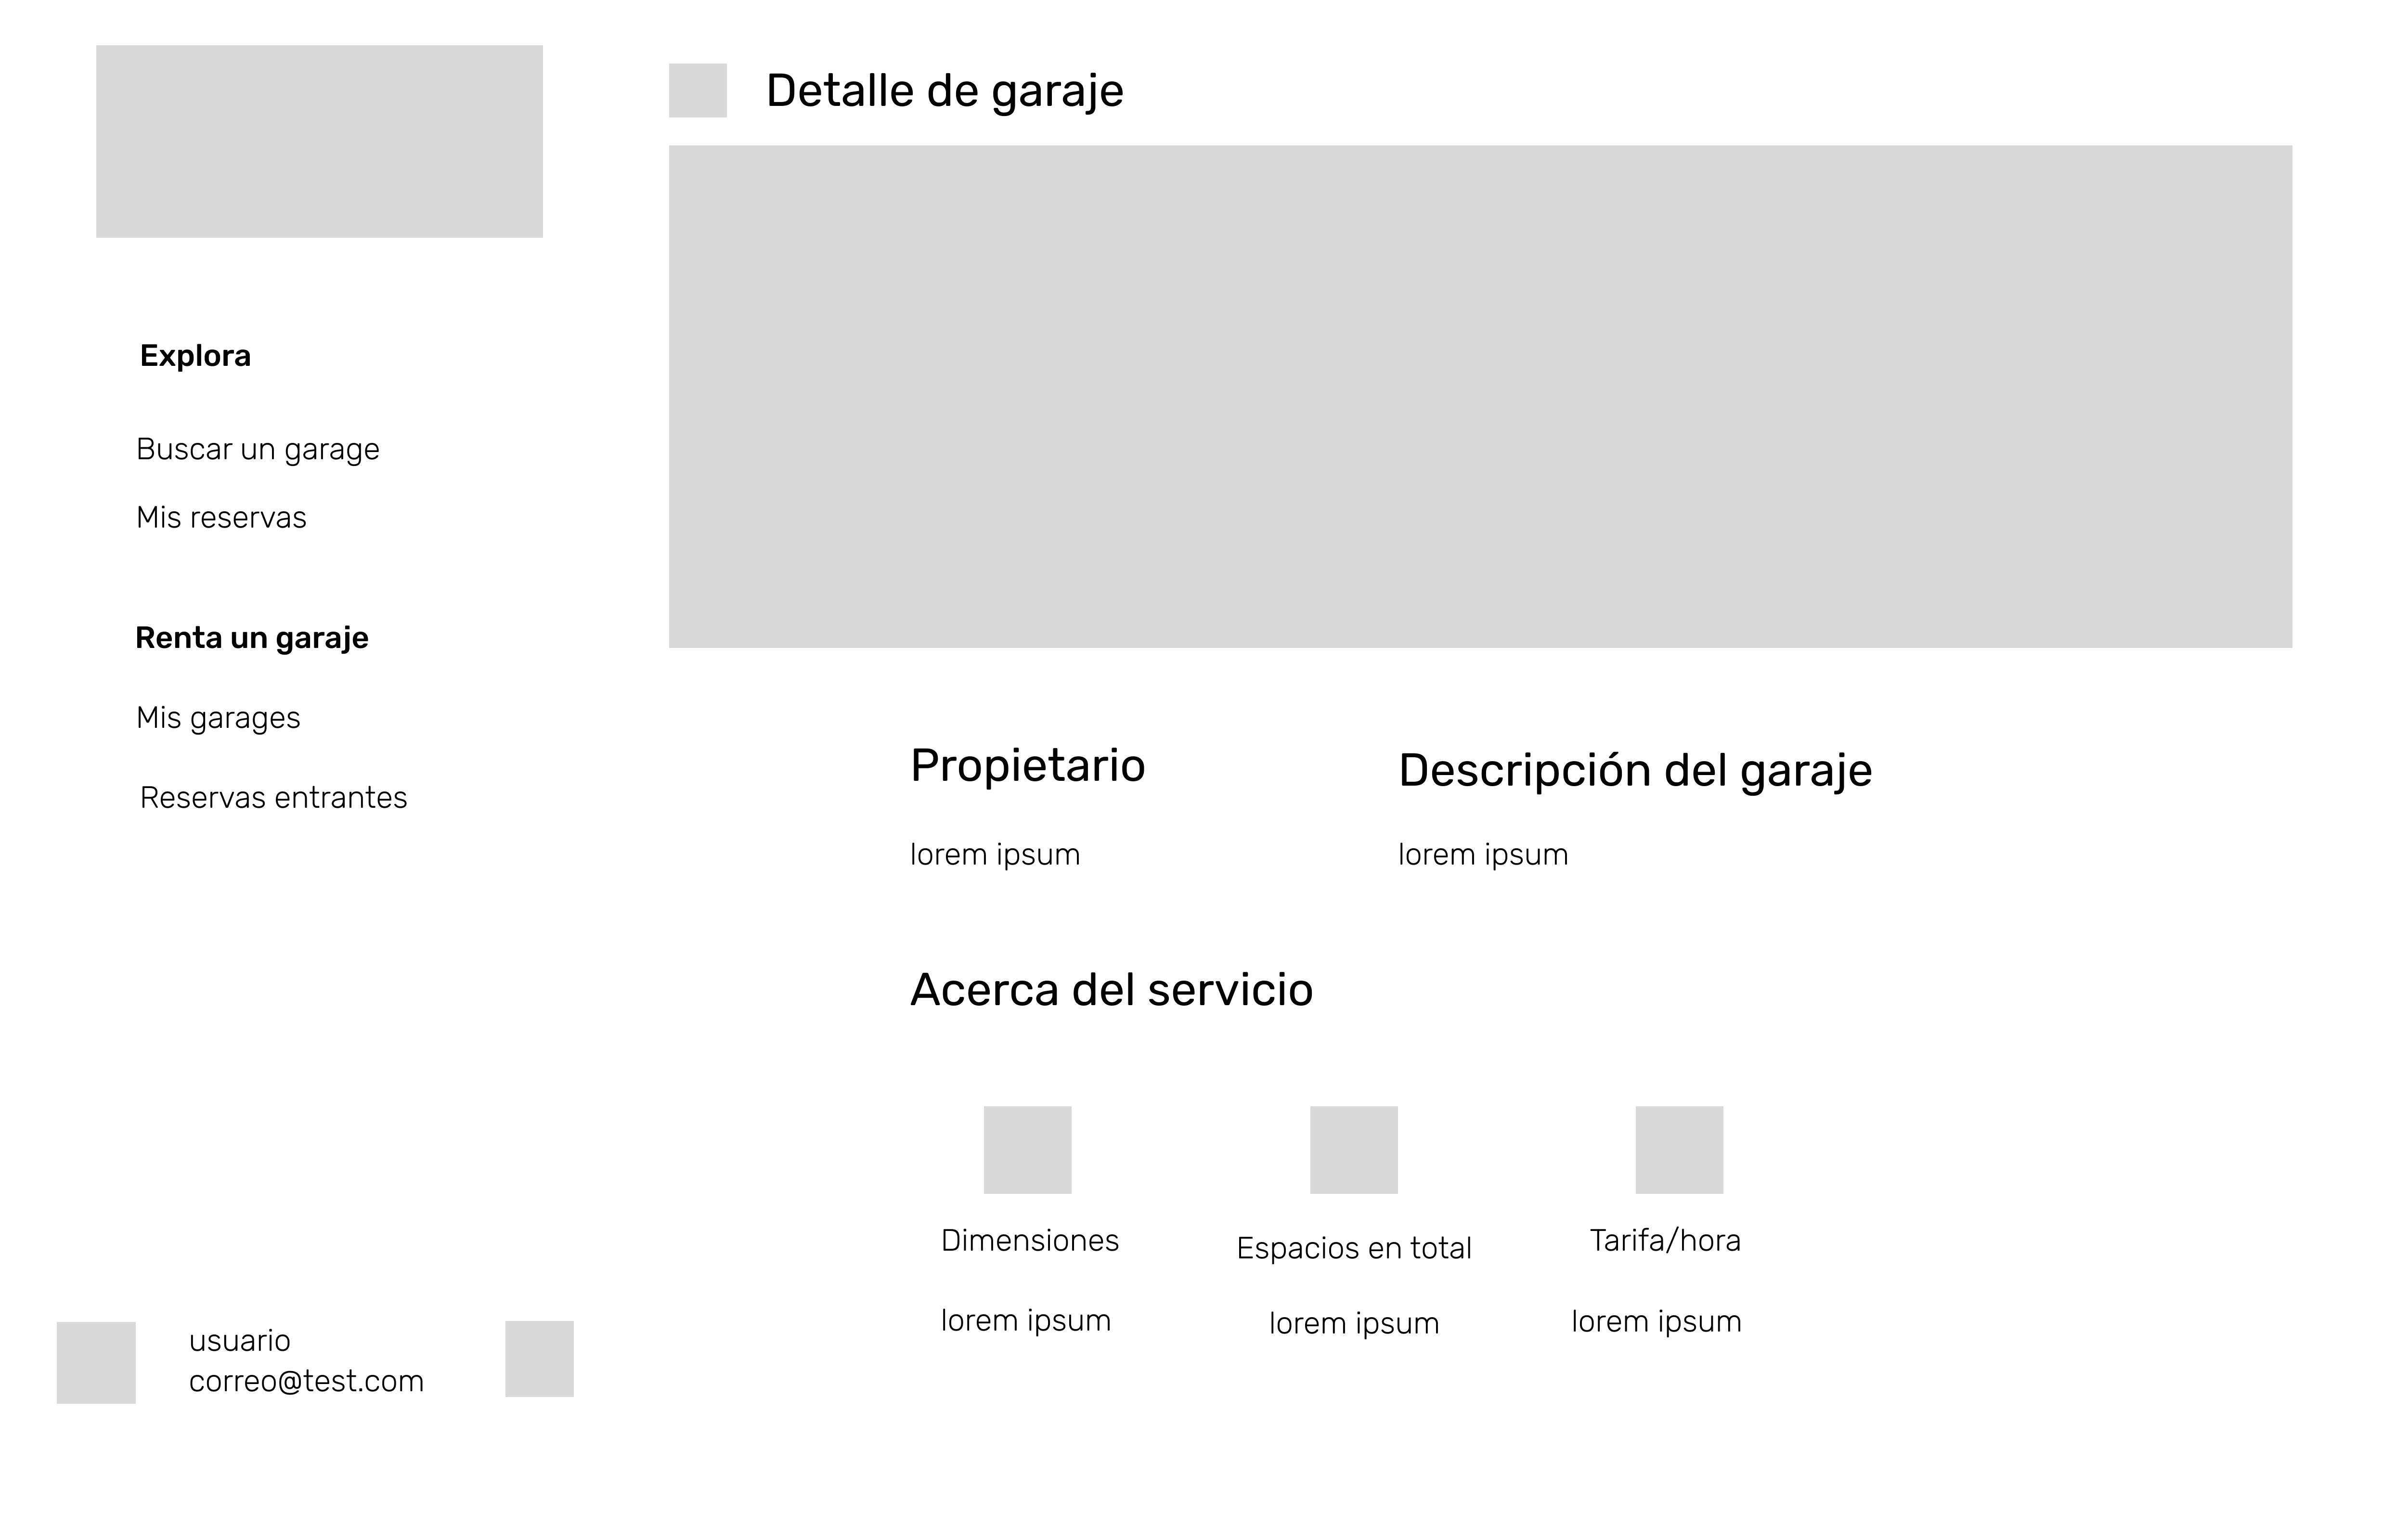 Explora
Buscar un garage
Mis reservas
Renta un garaje
Mis garages
Reservas entrantes
usuario
correo@test.com
Detalle de garaje
Propietario
lorem ipsum
Descripción del garaje
lorem ipsum
Acerca del servicio
Dimensiones
lorem ipsum
Espacios en total
lorem ipsum
Tarifa/hora
lorem ipsum